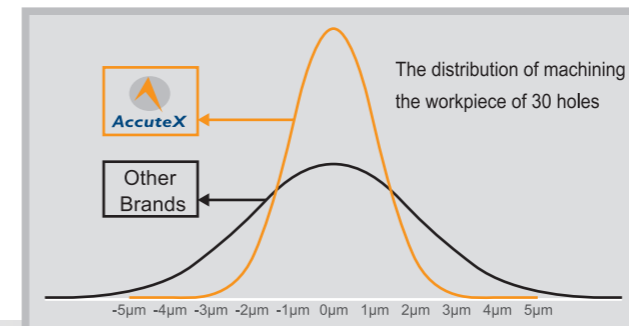 The distribution of machining
the workpiece of 30 holes
AccuteX
Other
Brands
-5µm -4µm -3µm -2µm -1µm 0µm 1µm 2µm 3µm 4µm 5µm